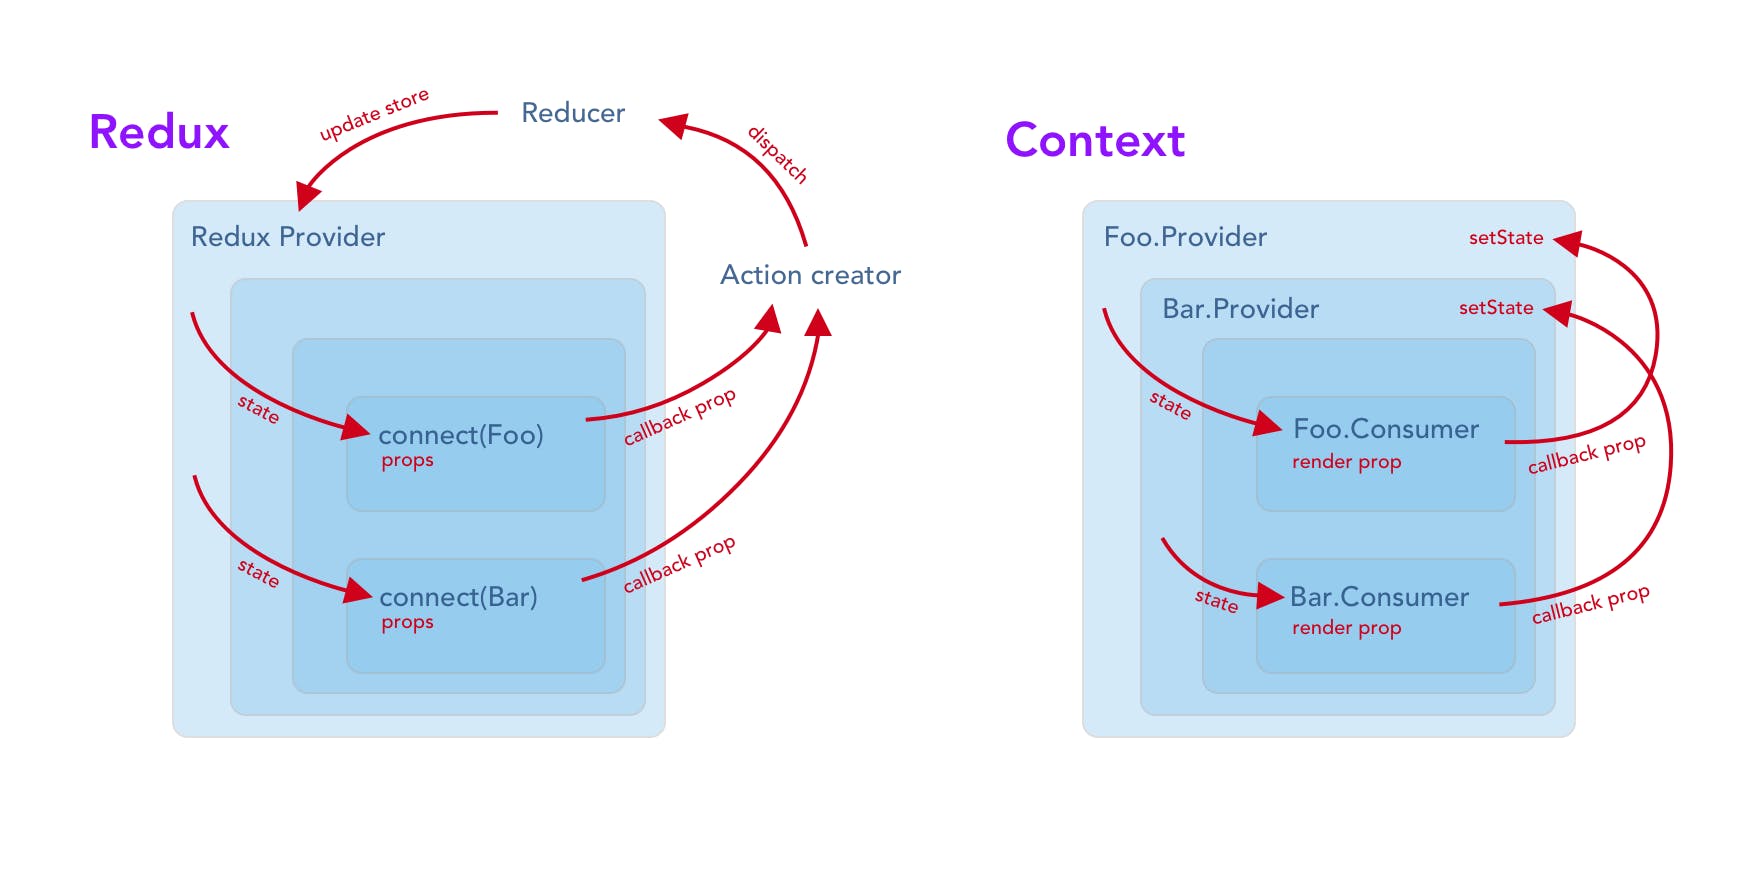 Redux
update store
Reducer
dispatch
Action creator
Redux Provider
state
connect(Foo)
props
callback prop
state
connect(Bar)
props
callback prop
Context
Foo.Provider
setState
Bar.Provider
setState
state
Foo.Consumer
render prop
callback prop
state
Bar.Consumer
render prop
callback prop